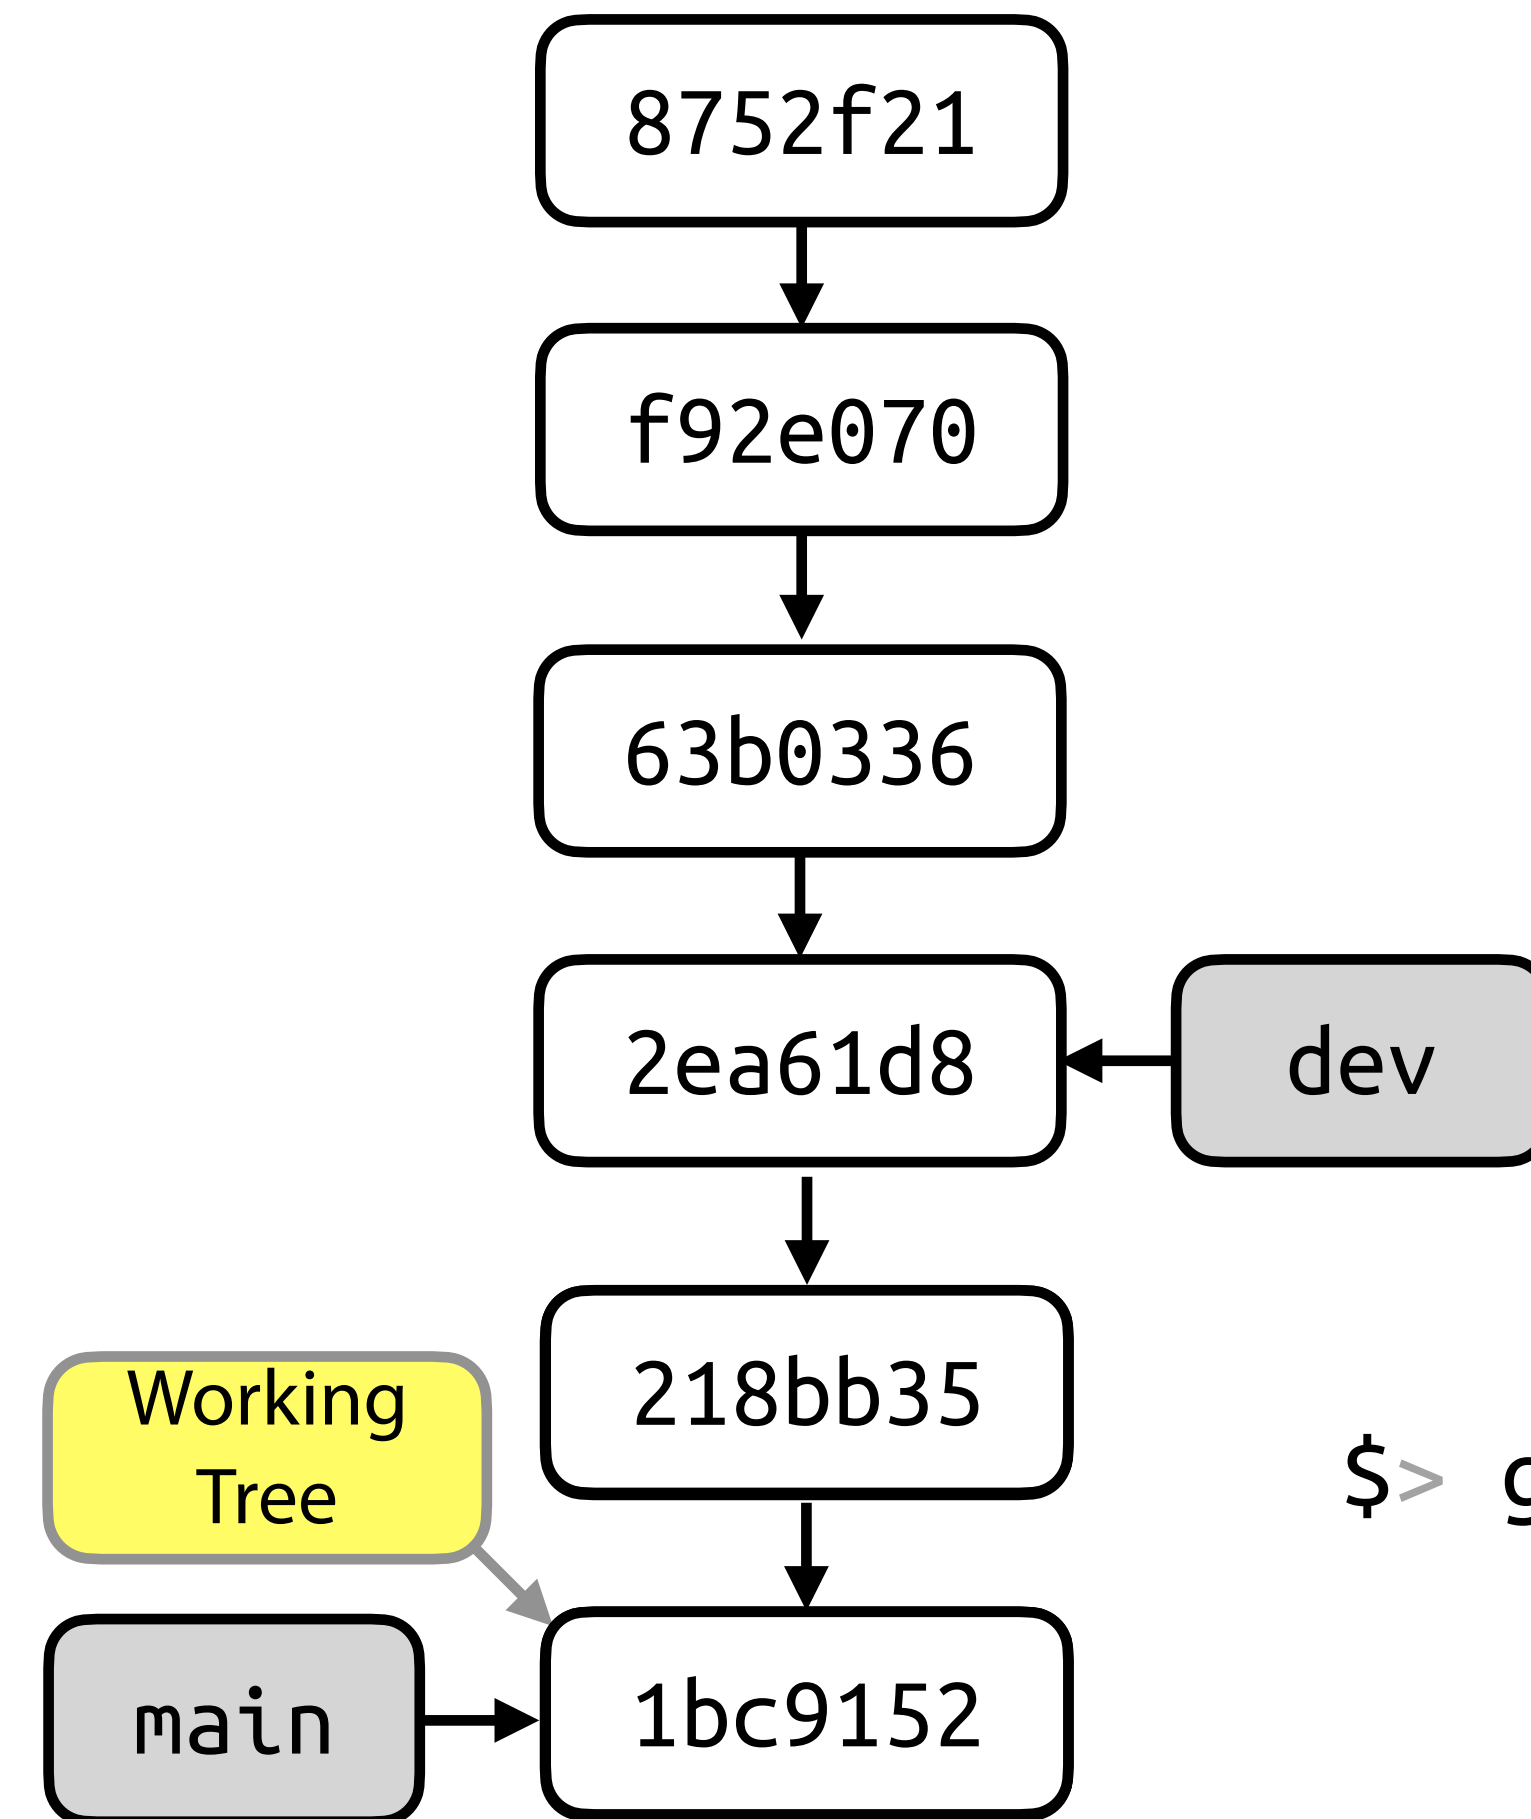 8752f21
f92e070
63b0336
2ea61d8
dev
218bb35
Working
Tree
$>
main
1bc9152